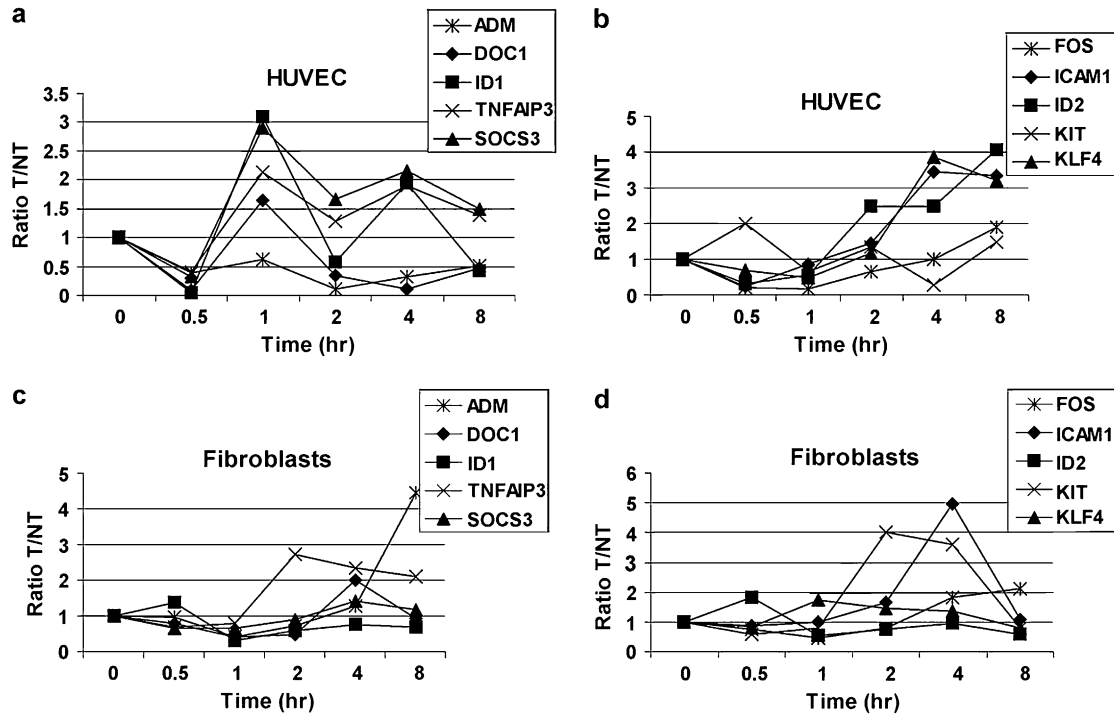 a
HUVEC
ADM
DOC1
ID1
TNFAIP3
SOCS3
Ratio T/NT
3.5
3
2.5
2
1.5
1
0.5
0
0 0.5 1 2 4 8
Time (hr)
b
HUVEC
FOS
ICAM1
ID2
KIT
KLF4
Ratio T/NT
5
4
3
2
1
0
0 0.5 1 2 4 8
Time (hr)
c
Fibroblasts
ADM
DOC1
ID1
TNFAIP3
SOCS3
Ratio T/NT
5
4
3
2
1
0
0 0.5 1 2 4 8
Time (hr)
d
Fibroblasts
FOS
ICAM1
ID2
KIT
KLF4
Ratio T/NT
6
5
4
3
2
1
0
0 0.5 1 2 4 8
Time (hr)